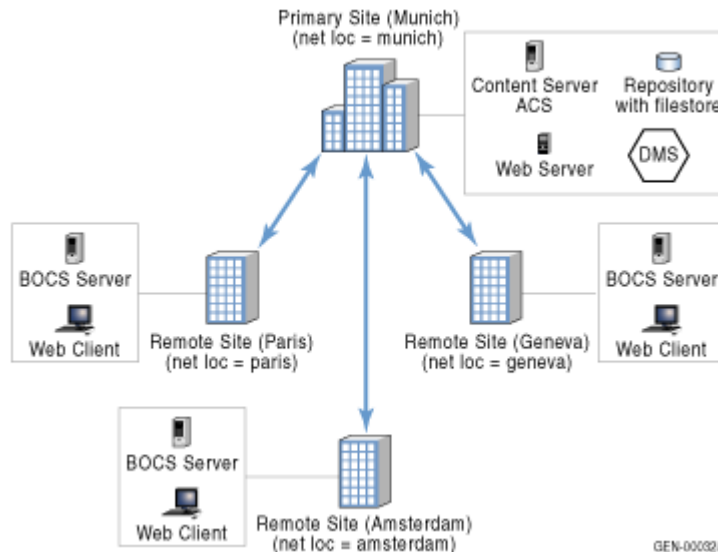 Primary Site (Munich)
(net loc = munich)
Content Server
ACS
Repository
with filestore
Web Server
DMS
BOCS Server
Web Client
Remote Site (Paris)
(net loc = paris)
Remote Site (Geneva)
(net loc = geneva)
BOCS Server
Web Client
BOCS Server
Web Client
Remote Site (Amsterdam)
(net loc = amsterdam)
GEN-00032